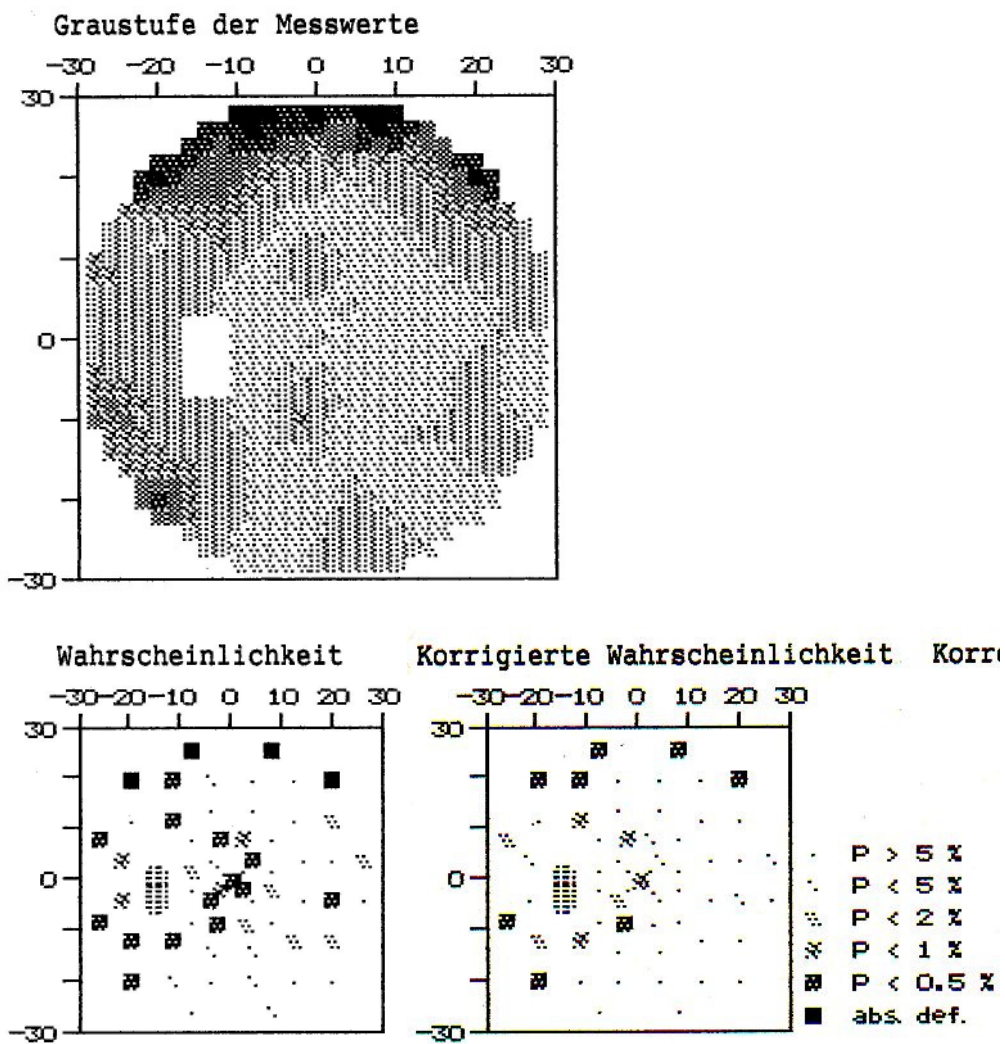 Graustufe der Messwerte
-30 -20 -10 0 10 20 30
30
0
-30
Wahrscheinlichkeit
-30-20-10 0 10 20 30
30
0
-30
Korrigierte Wahrscheinlichkeit Korre
-30-20-10 0 10 20 30
30
0
-30
P > 5 %
P < 5 %
P < 2 %
P < 1 %
P < 0.5 %
abs. def.